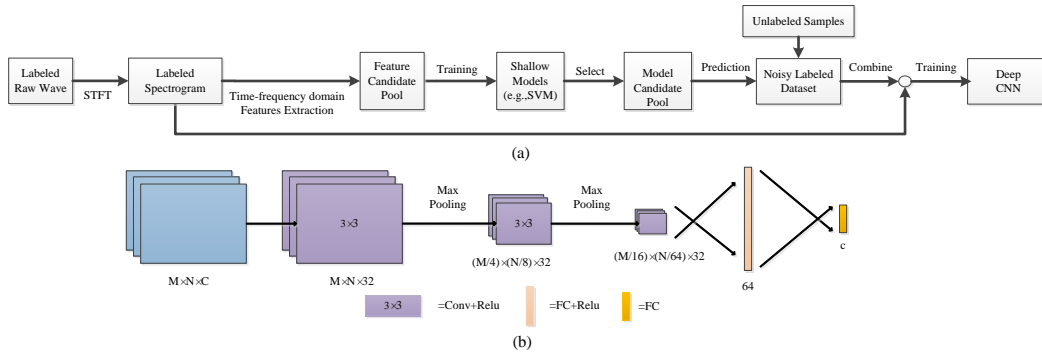 Unlabeled Samples
Labeled
Raw Wave
STFT
Labeled
Spectrogram
Time-frequency domain
Features Extraction
Feature
Candidate
Pool
Training
Shallow
Models
(e.g.,SVM)
Select
Model
Candidate
Pool
Prediction
Noisy Labeled
Dataset
Combine
Training
Deep
CNN
(a)
M×N×C
3×3
M×N×32
Max
Pooling
3×3
(M/4)×(N/8)×32
Max
Pooling
(M/16)×(N/64)×32
64
c
3×3
=Conv+Relu
=FC+Relu
=FC
(b)